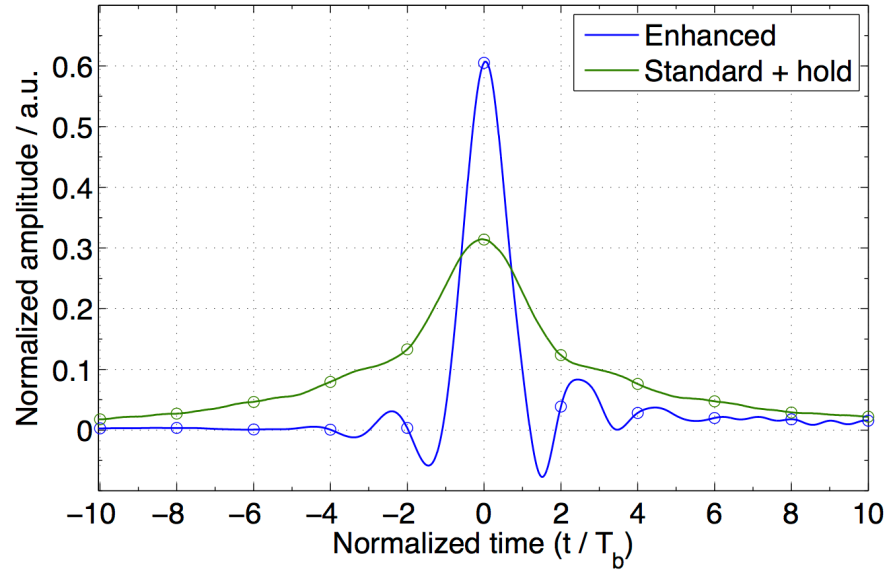 Enhanced
Standard + hold
Normalized amplitude / a.u.
0.6
0.5
0.4
0.3
0.2
0.1
0
−10 −8 −6 −4 −2 0 2 4 6 8 10
Normalized time (t / T_b)